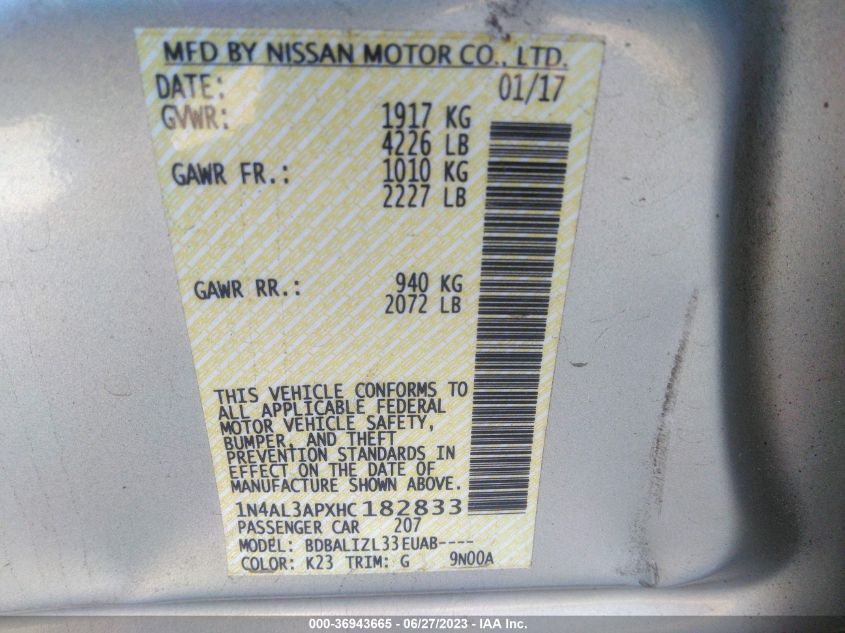 MFD BY NISSAN MOTOR CO., LTD.
DATE: 01/17
GVWR: 1917 KG
4226 LB
GAWR FR.: 1010 KG
2227 LB
GAWR RR.: 940 KG
2072 LB
THIS VEHICLE CONFORMS TO
ALL APPLICABLE FEDERAL
MOTOR VEHICLE SAFETY,
BUMPER, AND THEFT
PREVENTION STANDARDS IN
EFFECT ON THE DATE OF
MANUFACTURE SHOWN ABOVE.
1N4AL3APXHC182833
PASSENGER CAR 207
MODEL: BDBALIZL33EUAB----
COLOR: K23 TRIM: G 9N00A
000-36943665 - 06/27/2023 - IAA Inc.